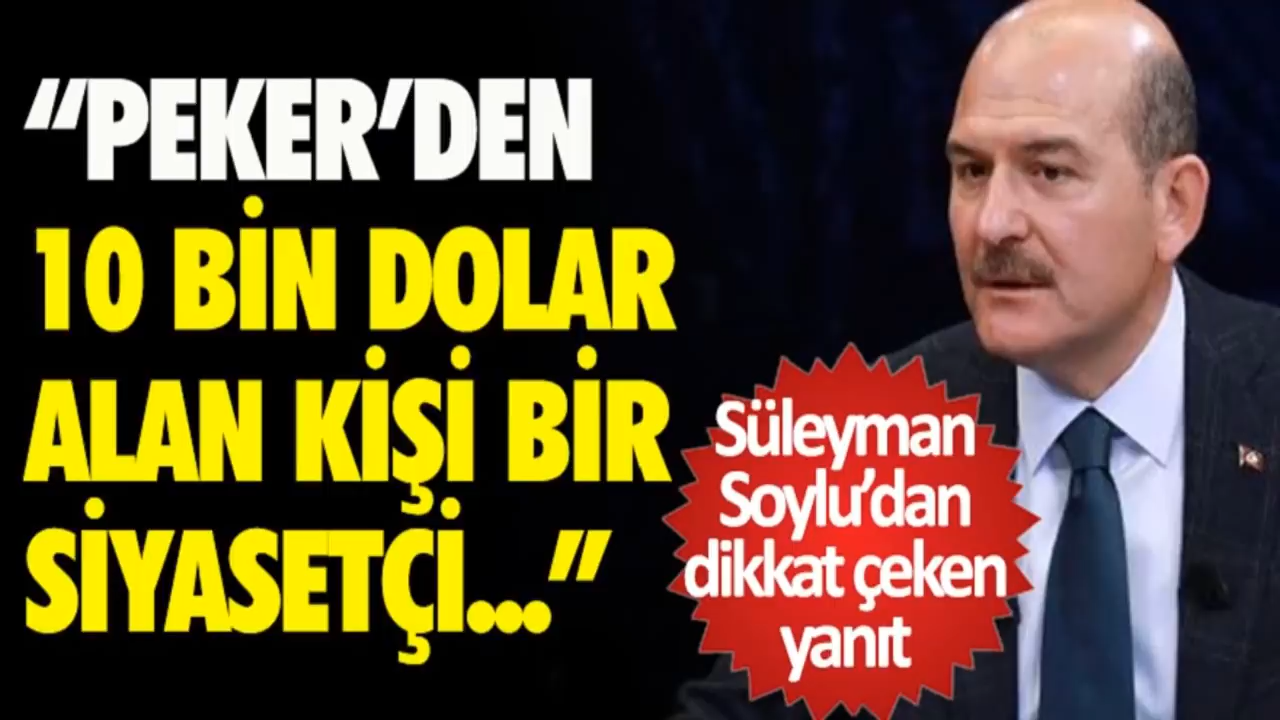 “PEKER’DEN
10 BİN DOLAR
ALAN KİŞİ BİR
SİYASETÇİ...”
Süleyman
Soylu’dan
dikkat çeken
yanıt